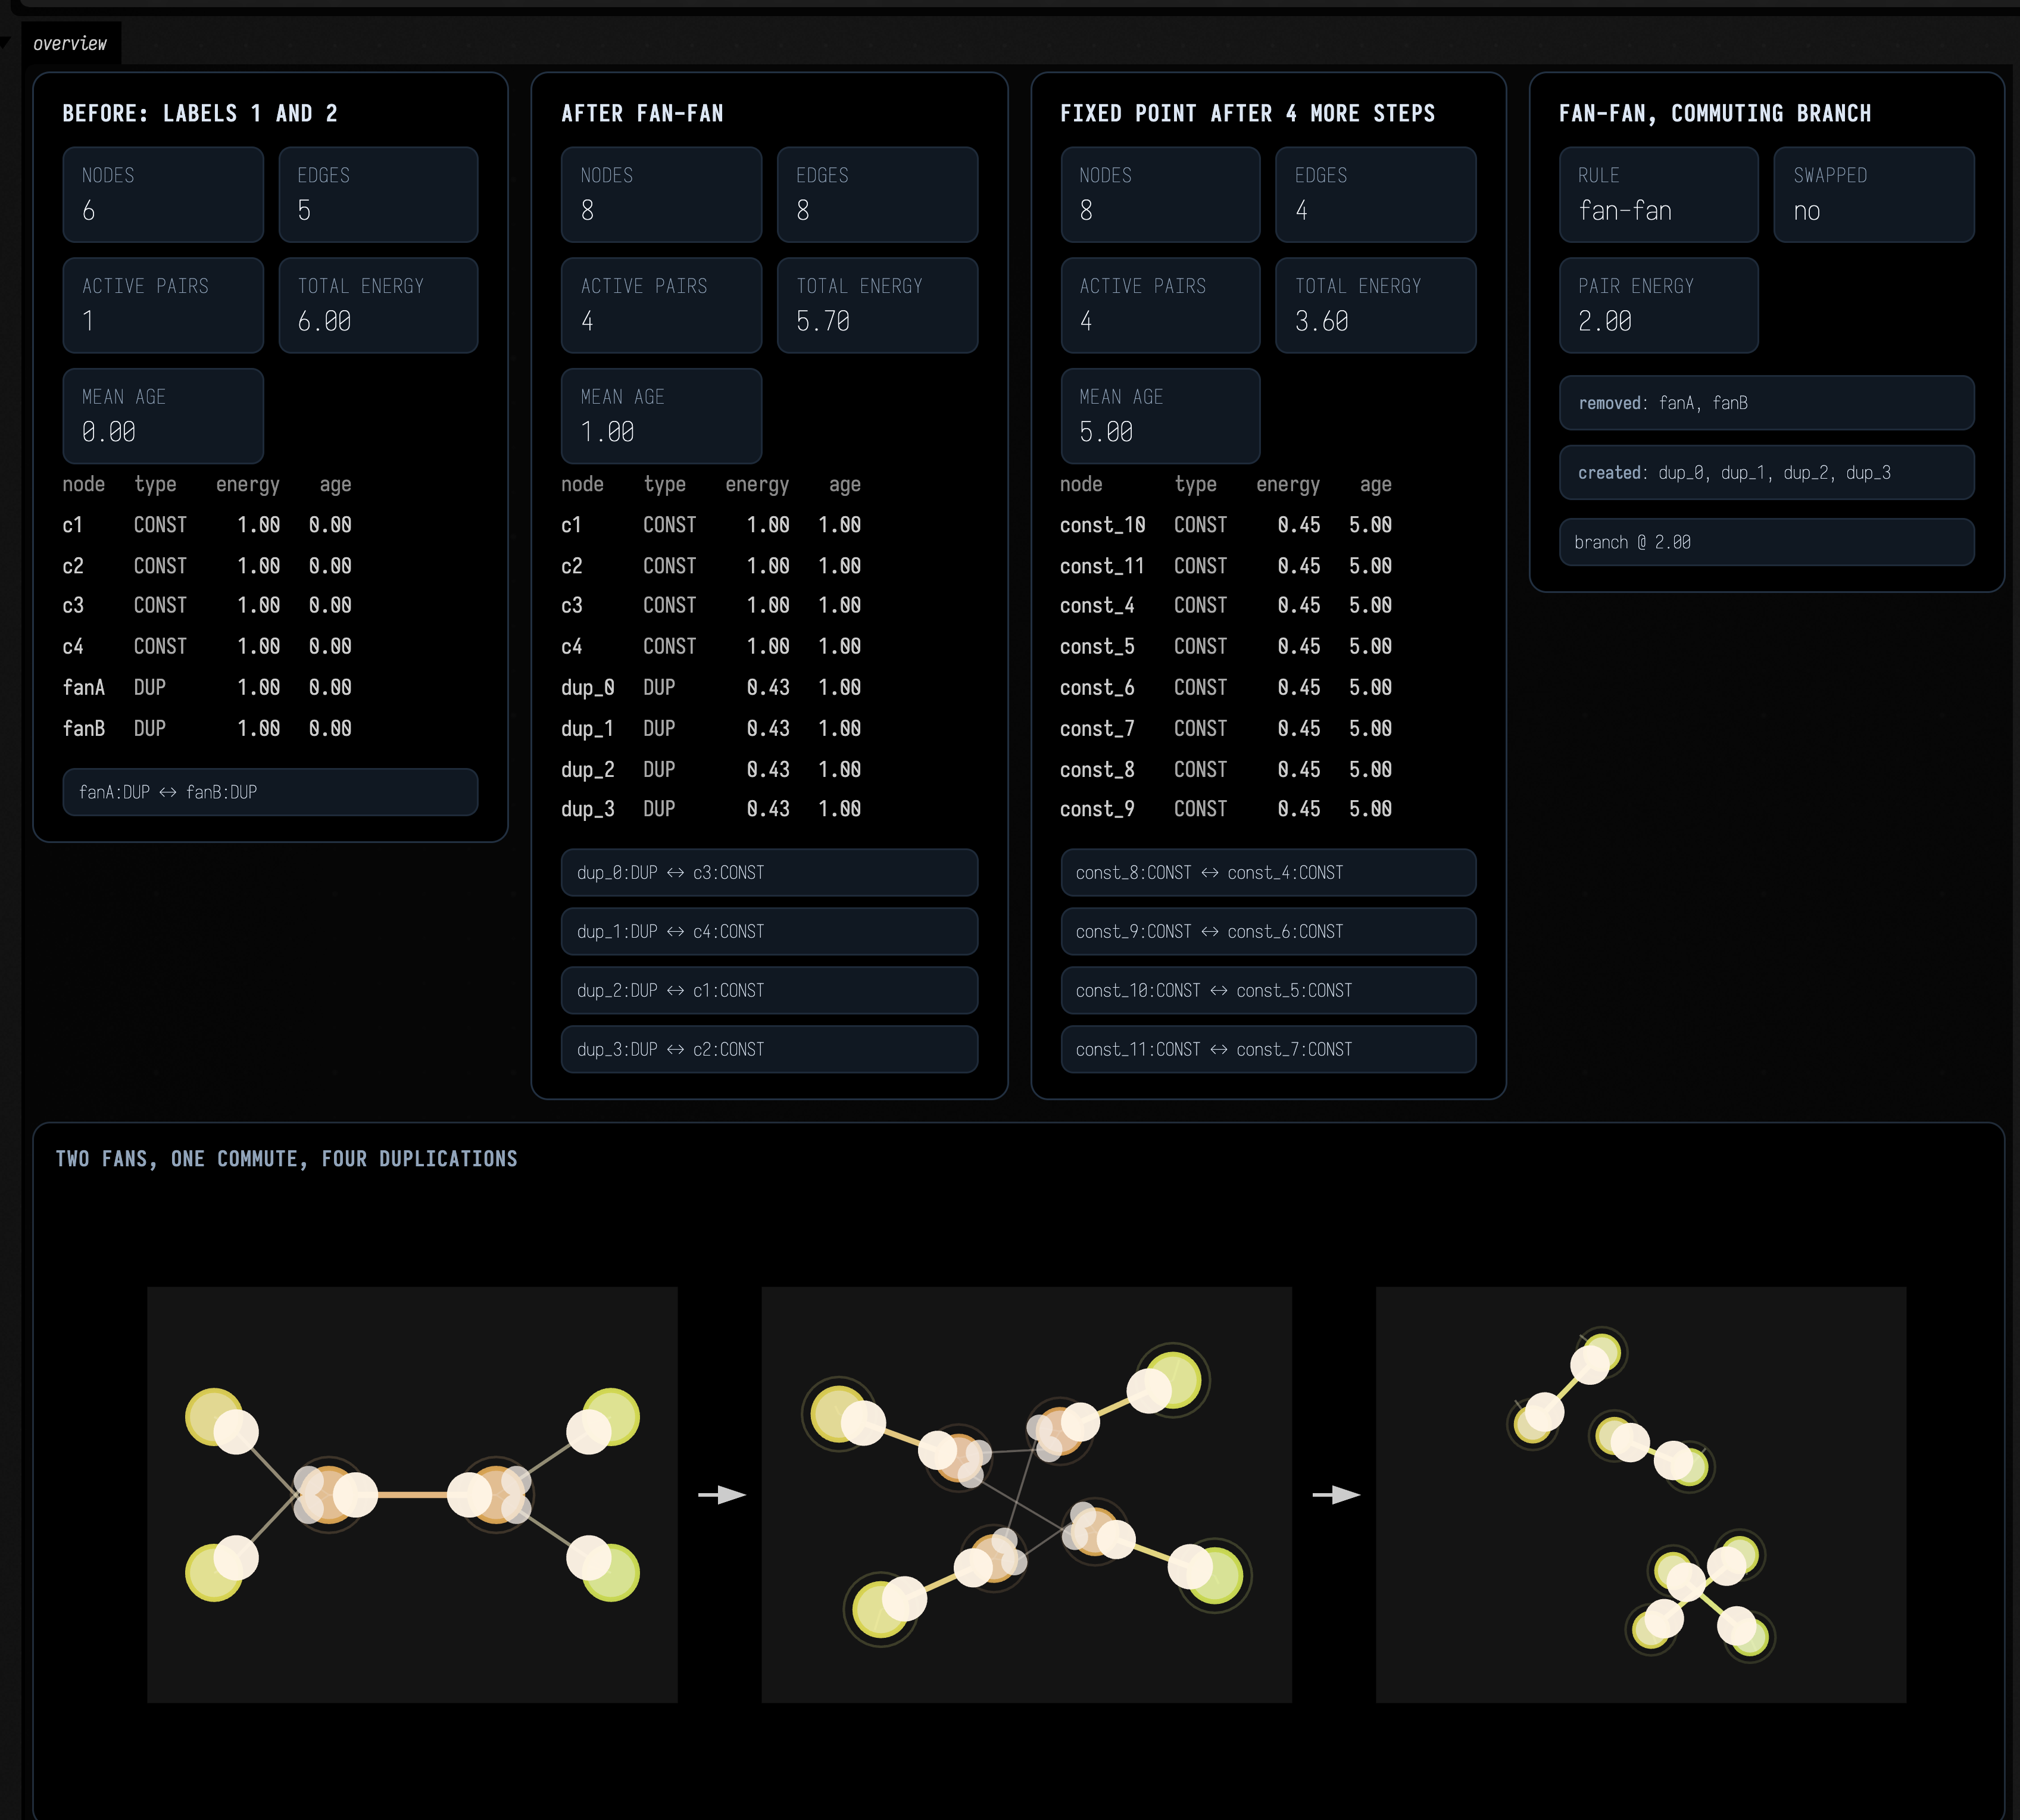 overview
BEFORE: LABELS 1 AND 2
NODES
6
EDGES
5
ACTIVE PAIRS
1
TOTAL ENERGY
6.00
MEAN AGE
0.00
node type energy age
c1 CONST 1.00 0.00
c2 CONST 1.00 0.00
c3 CONST 1.00 0.00
c4 CONST 1.00 0.00
fanA DUP 1.00 0.00
fanB DUP 1.00 0.00
fanA:DUP ↔ fanB:DUP
AFTER FAN-FAN
NODES
8
EDGES
8
ACTIVE PAIRS
4
TOTAL ENERGY
5.70
MEAN AGE
1.00
node type energy age
c1 CONST 1.00 1.00
c2 CONST 1.00 1.00
c3 CONST 1.00 1.00
c4 CONST 1.00 1.00
dup_0 DUP 0.43 1.00
dup_1 DUP 0.43 1.00
dup_2 DUP 0.43 1.00
dup_3 DUP 0.43 1.00
dup_0:DUP ↔ c3:CONST
dup_1:DUP ↔ c4:CONST
dup_2:DUP ↔ c1:CONST
dup_3:DUP ↔ c2:CONST
FIXED POINT AFTER 4 MORE STEPS
NODES
8
EDGES
4
ACTIVE PAIRS
4
TOTAL ENERGY
3.60
MEAN AGE
5.00
node type energy age
const_10 CONST 0.45 5.00
const_11 CONST 0.45 5.00
const_4 CONST 0.45 5.00
const_5 CONST 0.45 5.00
const_6 CONST 0.45 5.00
const_7 CONST 0.45 5.00
const_8 CONST 0.45 5.00
const_9 CONST 0.45 5.00
const_8:CONST ↔ const_4:CONST
const_9:CONST ↔ const_6:CONST
const_10:CONST ↔ const_5:CONST
const_11:CONST ↔ const_7:CONST
FAN-FAN, COMMUTING BRANCH
RULE
fan-fan
SWAPPED
no
PAIR ENERGY
2.00
removed: fanA, fanB
created: dup_0, dup_1, dup_2, dup_3
branch @ 2.00
TWO FANS, ONE COMMUTE, FOUR DUPLICATIONS